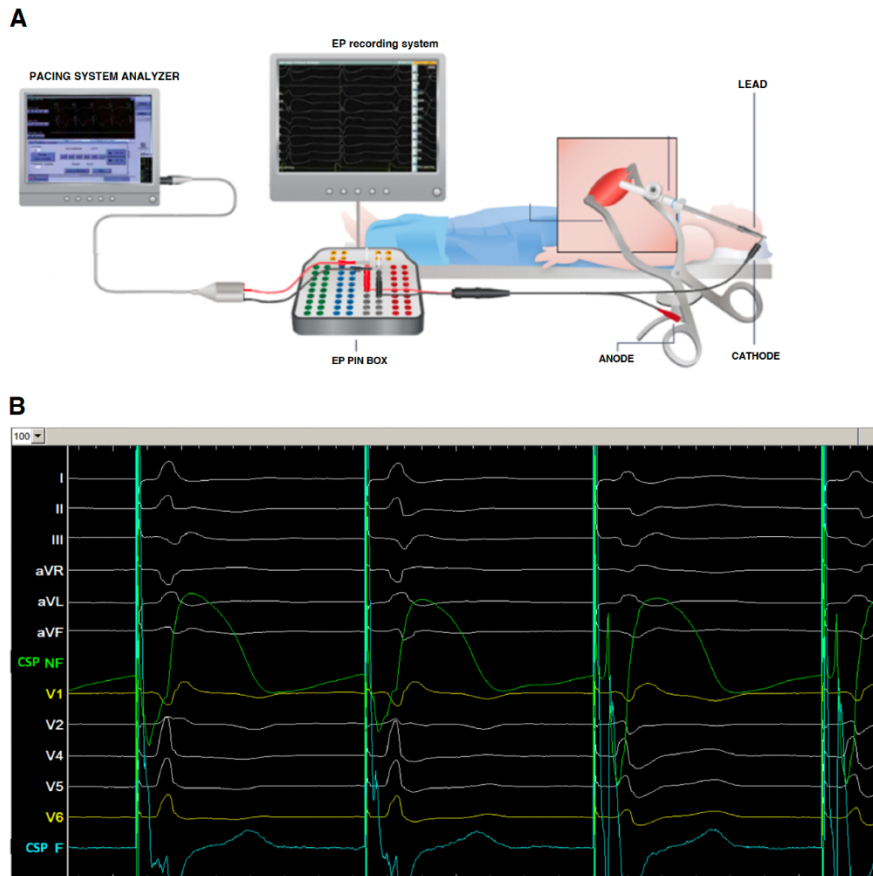 A
EP recording system
PACING SYSTEM ANALYZER
LEAD
EP PIN BOX
ANODE
CATHODE
B
100
I
II
III
aVR
aVL
aVF
CSP NF
V1
V2
V4
V5
V6
CSP F